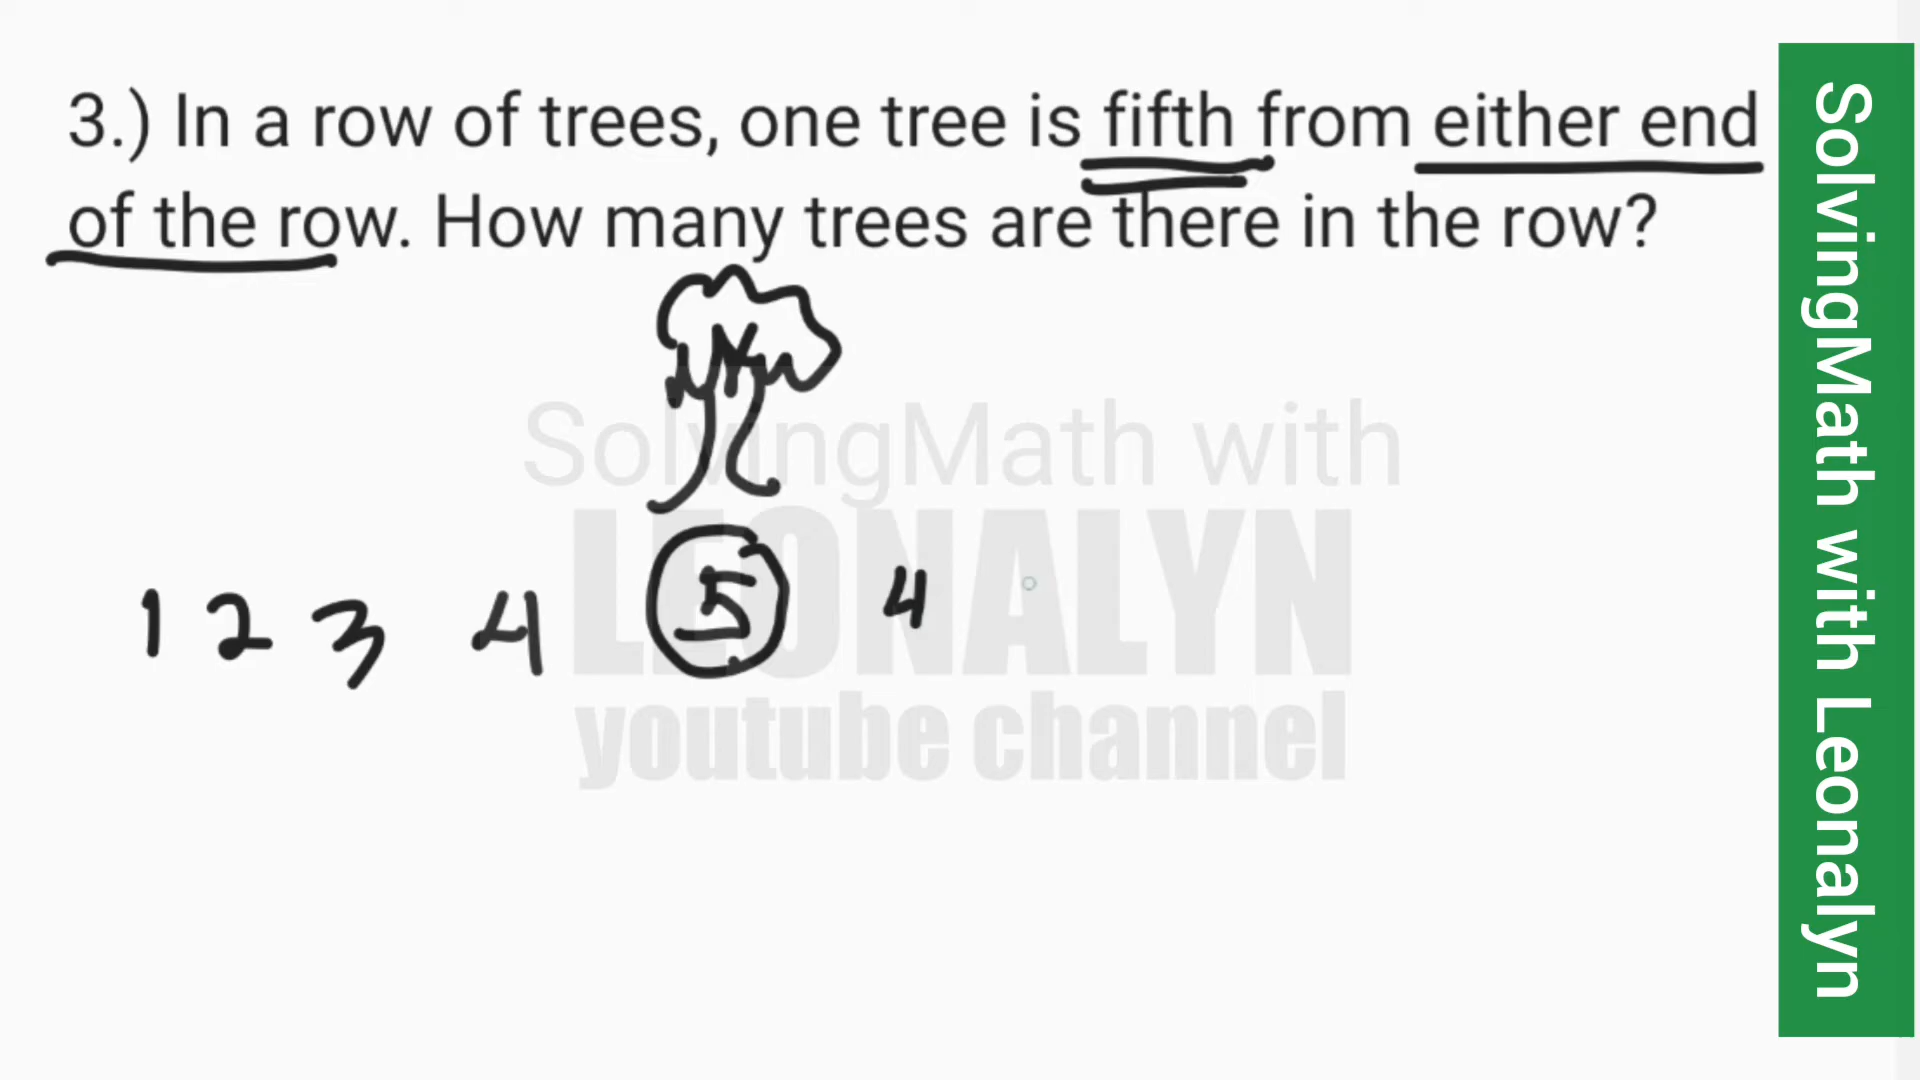 3.) In a row of trees, one tree is fifth from either end
of the row. How many trees are there in the row?
SolvingMath with
LEONALYN
youtube channel
1 2 3 4 5 4
SolvingMath with Leonalyn